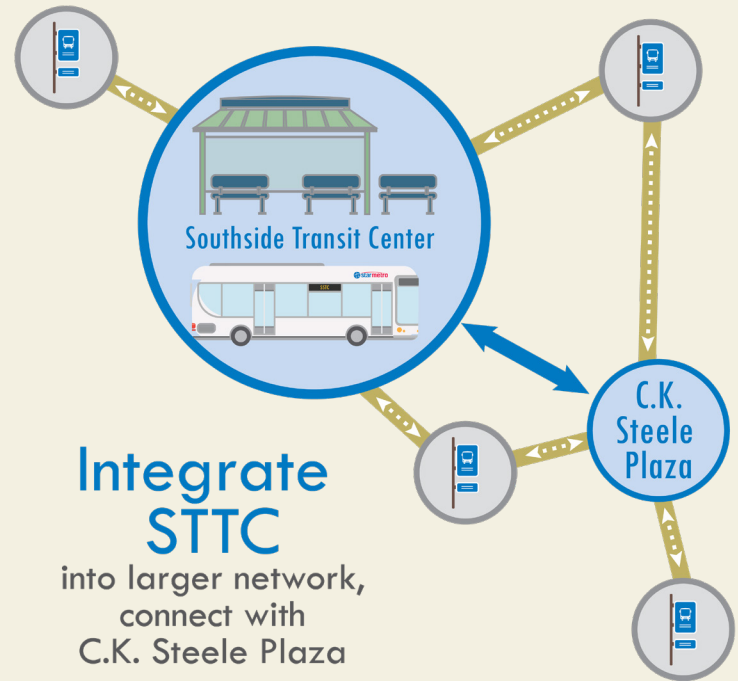 Southside Transit Center
starmetro
STTC
C.K.
Steele
Plaza
Integrate
STTC
into larger network,
connect with
C.K. Steele Plaza